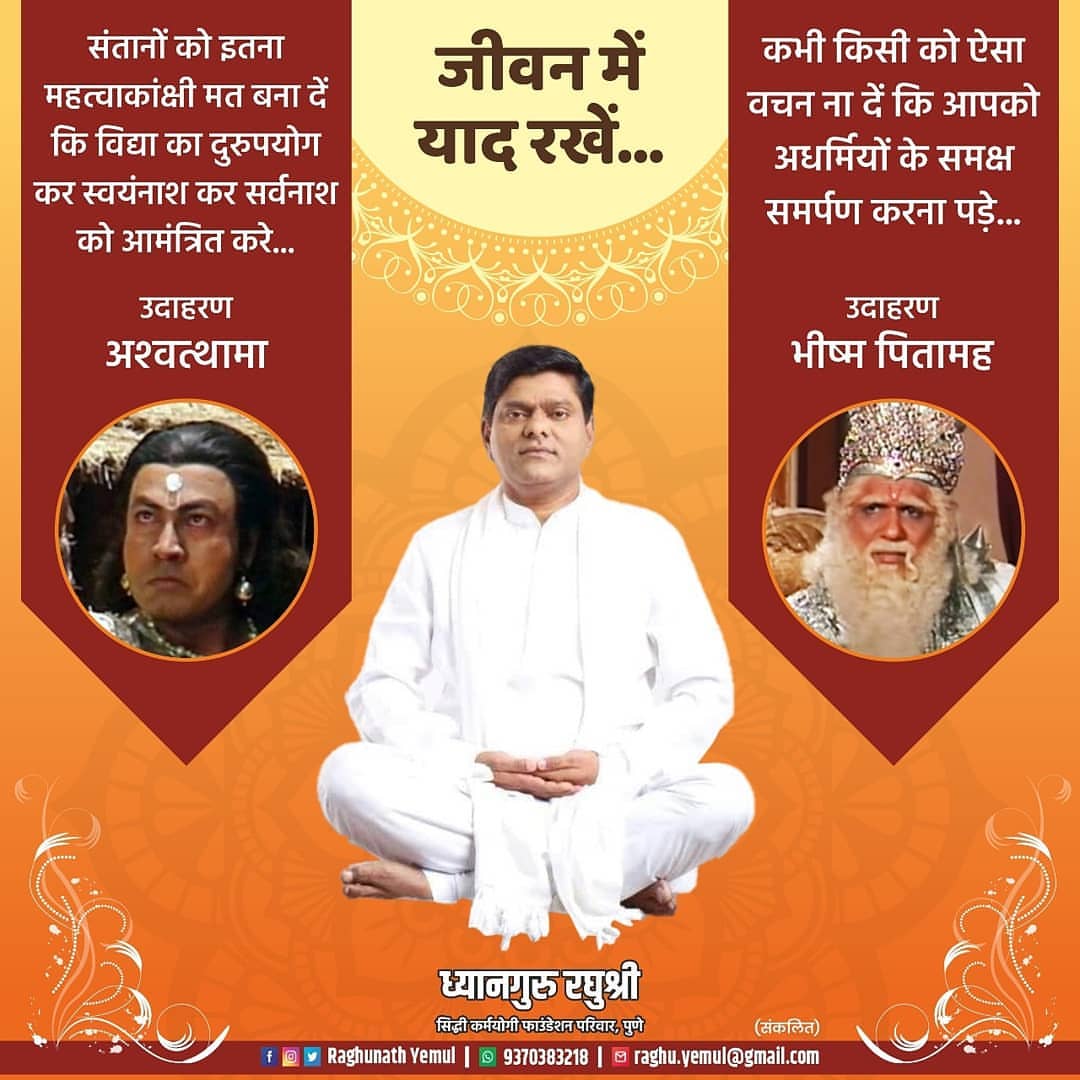 संतानों को इतना
महत्वाकांक्षी मत बना दें
कि विद्या का दुरुपयोग
कर स्वयंनाश कर सर्वनाश
को आमंत्रित करे...
उदाहरण
अश्वत्थामा
जीवन में
याद रखें...
कभी किसी को ऐसा
वचन ना दें कि आपको
अधर्मियों के समक्ष
समर्पण करना पड़े...
उदाहरण
भीष्म पितामह
ध्यानगुरु रघुश्री
सिद्धी कर्मयोगी फाउंडेशन परिवार, पुणे
(संकलित)
Raghunath Yemul | 9370383218 | raghu.yemul@gmail.com